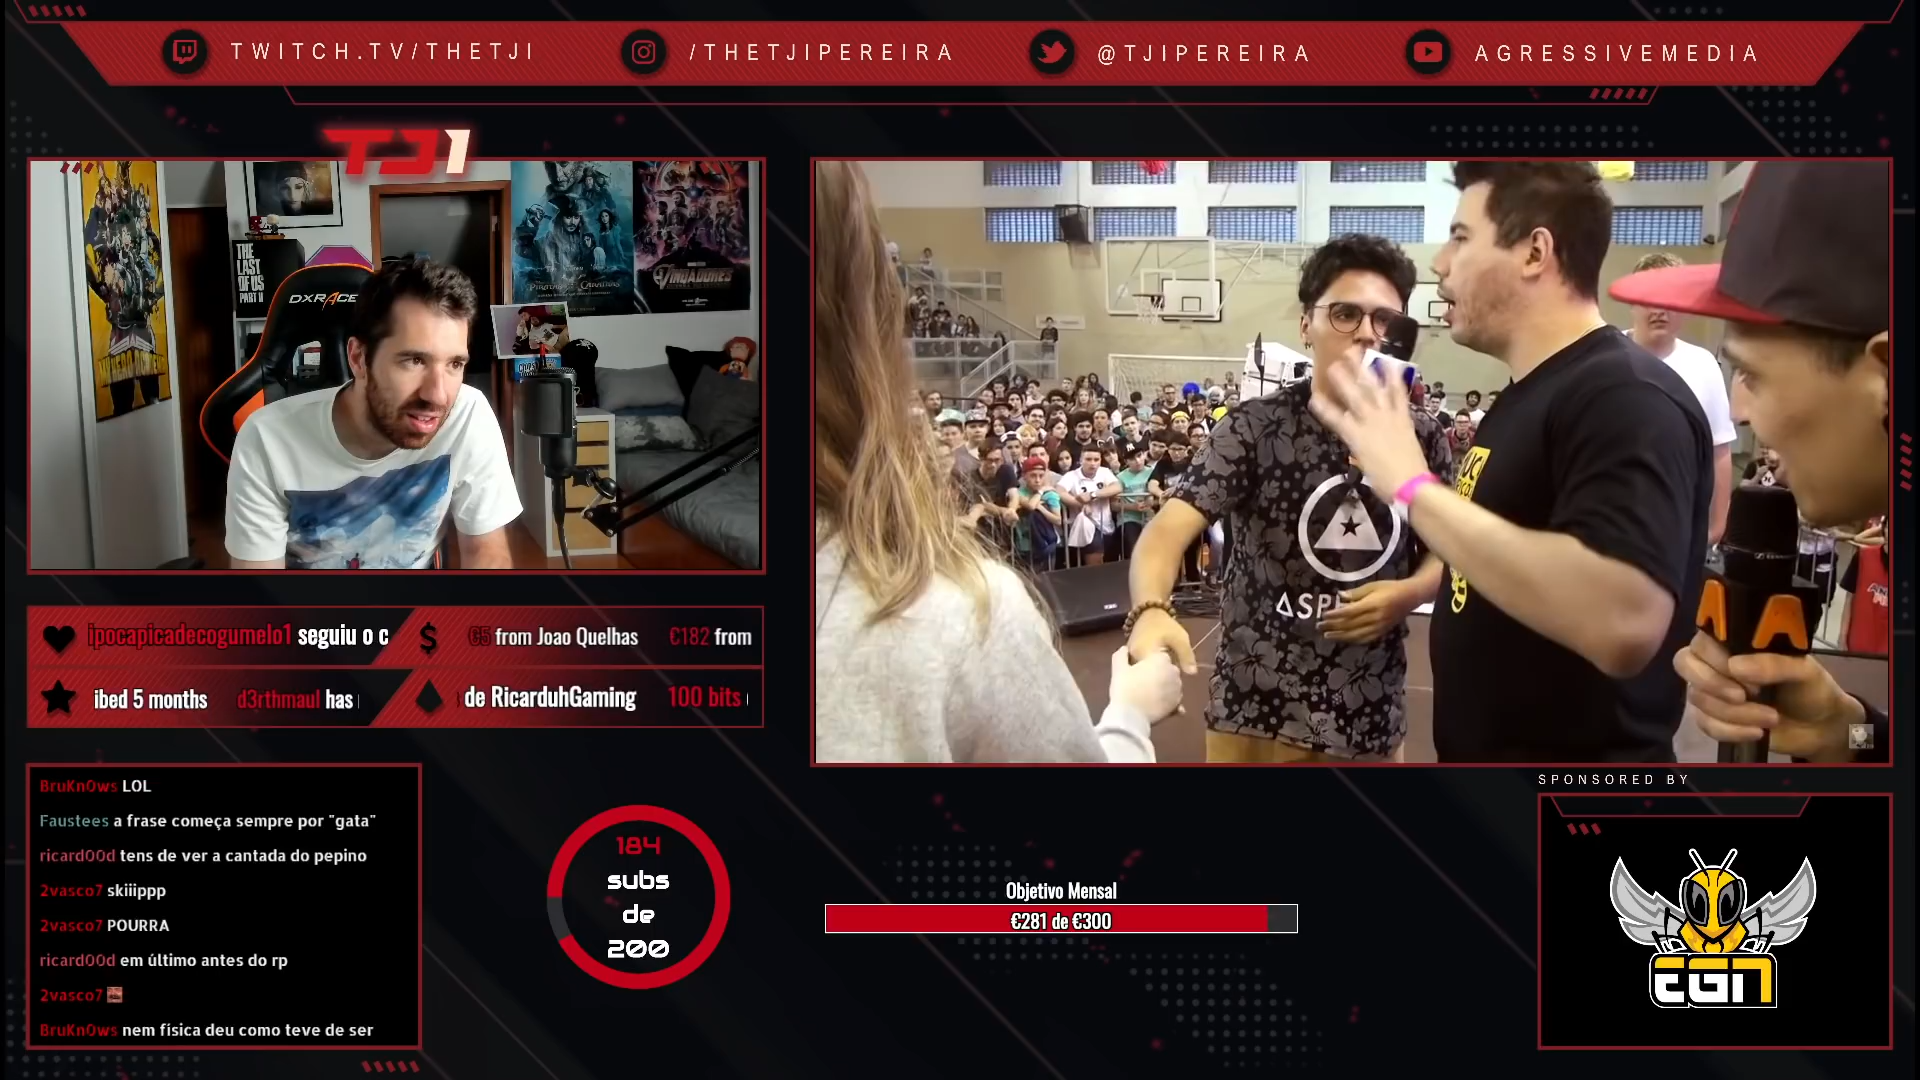 TWITCH.TV/THETJI
/THETJIPEREIRA
@TJIPEREIRA
AGRESSIVEMEDIA
TJ1
THE LAST OF US PART II
DXRACER
VINGADORES
ASP
ipocapicadecogumelo1 seguiu o c
€5 from Joao Quelhas €182 from
ibed 5 months d3rthmaul has
de RicarduhGaming 100 bits
BruKn0ws LOL
Faustees a frase começa sempre por "gata"
ricard00d tens de ver a cantada do pepino
2vasco7 skiiippp
2vasco7 POURRA
ricard00d em último antes do rp
2vasco7
BruKn0ws nem física deu como teve de ser
184
subs
de
200
Objetivo Mensal
€281 de €300
SPONSORED BY
EGN